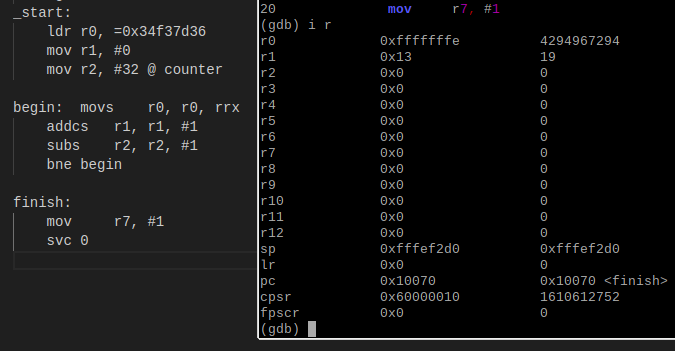 _start:
ldr r0, =0x34f37d36
mov r1, #0
mov r2, #32 @ counter
begin: movs r0, r0, rrx
addcs r1, r1, #1
subs r2, r2, #1
bne begin
finish:
mov r7, #1
svc 0
20 mov r7, #1
(gdb) i r
r0 0xfffffffe 4294967294
r1 0x13 19
r2 0x0 0
r3 0x0 0
r4 0x0 0
r5 0x0 0
r6 0x0 0
r7 0x0 0
r8 0x0 0
r9 0x0 0
r10 0x0 0
r11 0x0 0
r12 0x0 0
sp 0xfffef2d0 0xfffef2d0
lr 0x0 0
pc 0x10070 0x10070 <finish>
cpsr 0x60000010 1610612752
fpscr 0x0 0
(gdb)